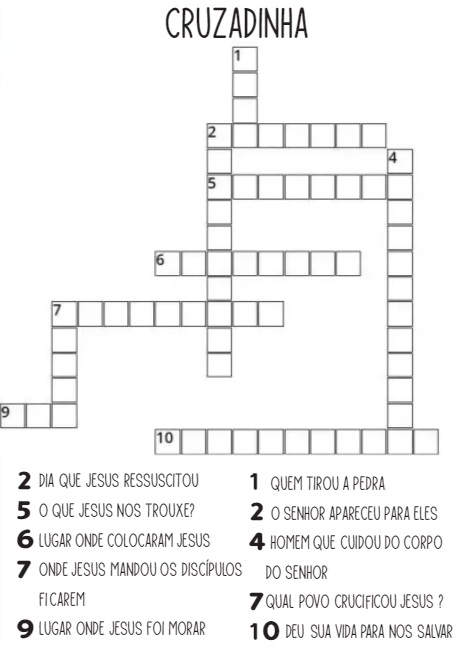 CRUZADINHA
1
2
4
5
6
7
9
10
2 DIA QUE JESUS RESSUSCITOU
5 O QUE JESUS NOS TROUXE?
6 LUGAR ONDE COLOCARAM JESUS
7 ONDE JESUS MANDOU OS DISCÍPULOS
FICAREM
9 LUGAR ONDE JESUS FOI MORAR
1 QUEM TIROU A PEDRA
2 O SENHOR APARECEU PARA ELES
4 HOMEM QUE CUIDOU DO CORPO
DO SENHOR
7 QUAL POVO CRUCIFICOU JESUS ?
10 DEU SUA VIDA PARA NOS SALVAR